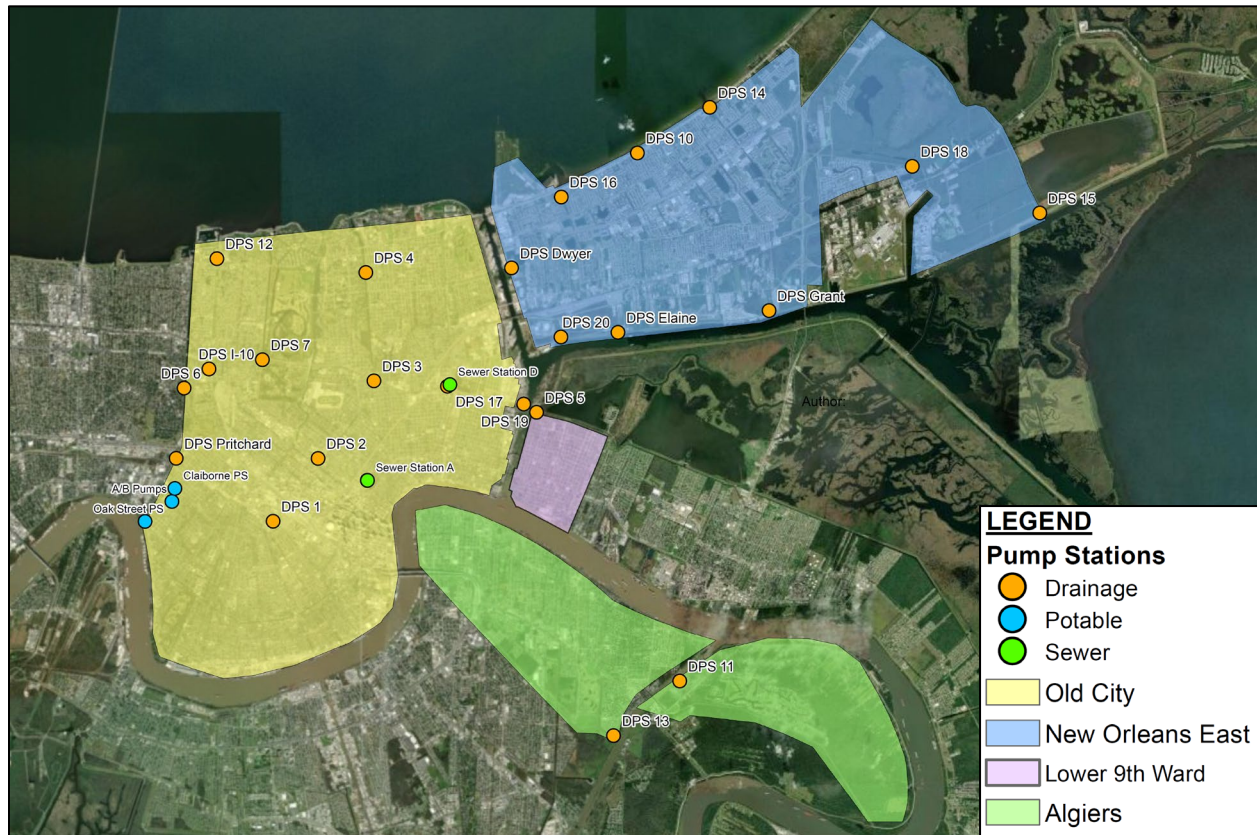 DPS 14
DPS 10
DPS 18
DPS 16
DPS 15
DPS 12
DPS 4
DPS Dwyer
DPS Grant
DPS 20
DPS Elaine
DPS I-10
DPS 7
DPS 6
DPS 3
Sewer Station D
DPS 17
DPS 5
DPS 19
Author:
DPS Pritchard
DPS 2
Claiborne PS
Sewer Station A
A/B Pumps
Oak Street PS
DPS 1
DPS 11
DPS 13
LEGEND
Pump Stations
Drainage
Potable
Sewer
Old City
New Orleans East
Lower 9th Ward
Algiers